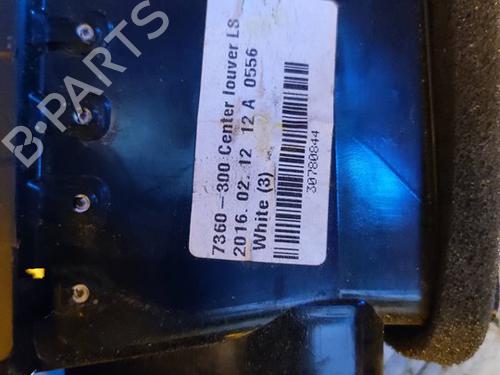 B-PARTS
7360-300 Center louver LS
2016. 02. 12 12 A 0556
White (3)
30780844